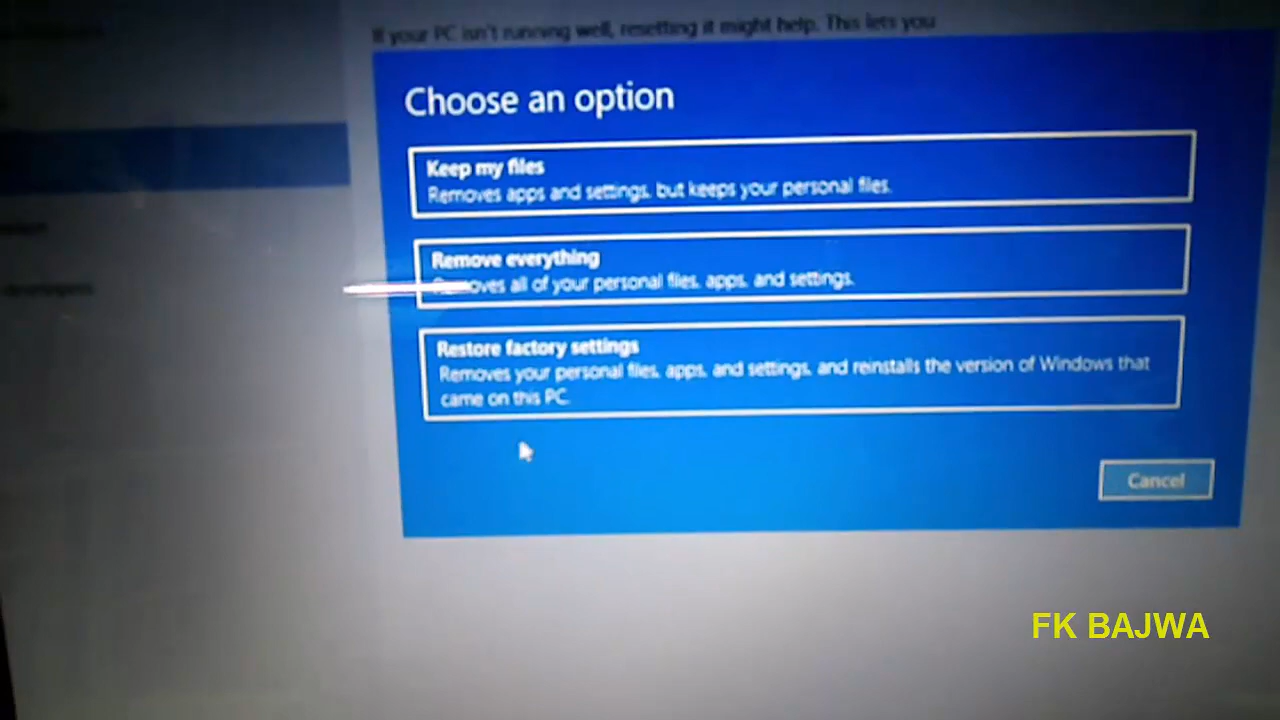 If your PC isn't running well, resetting it might help. This lets you
Choose an option
Keep my files
Removes apps and settings, but keeps your personal files.
Remove everything
Removes all of your personal files, apps, and settings.
Restore factory settings
Removes your personal files, apps, and settings, and reinstalls the version of Windows that
came on this PC.
Cancel
FK BAJWA